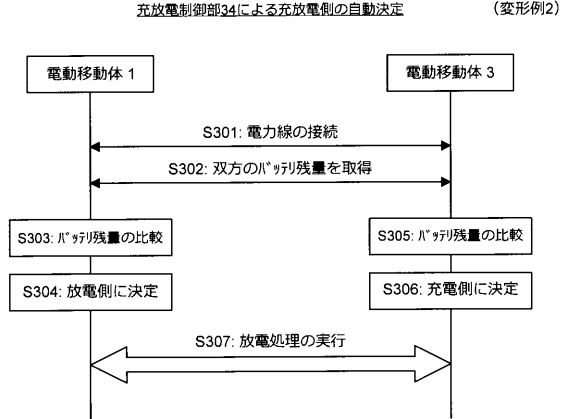 充放電制御部34による充放電側の自動決定
(変形例2)
電動移動体 1
電動移動体 3
S301: 電力線の接続
S302: 双方のバッテリ残量を取得
S303: バッテリ残量の比較
S305: バッテリ残量の比較
S304: 放電側に決定
S306: 充電側に決定
S307: 放電処理の実行